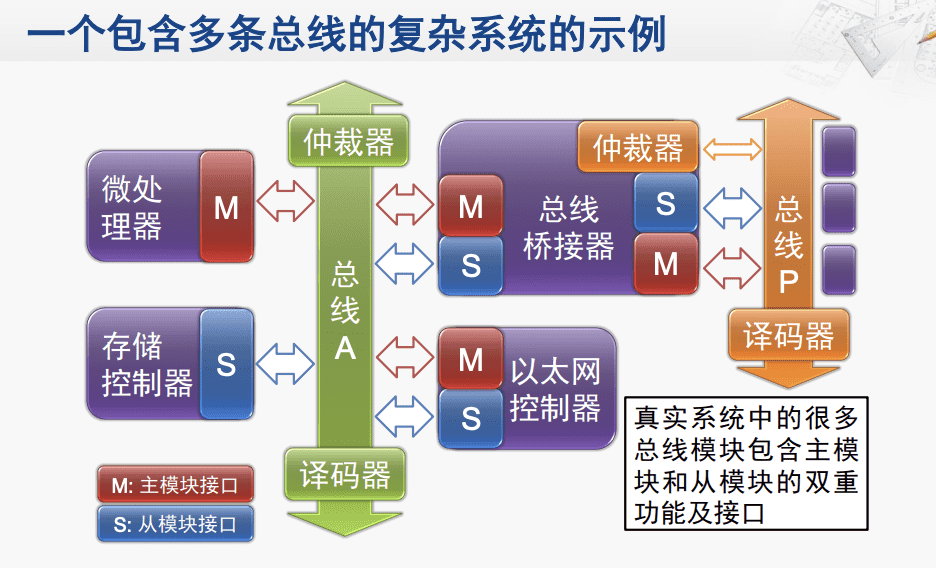 一个包含多条总线的复杂系统的示例
仲裁器
微处
理器
M
总
线
A
M
S
总线
桥接器
仲裁器
S
M
总
线
P
译码器
存储
控制器
S
M
S
以太网
控制器
译码器
M: 主模块接口
S: 从模块接口
真实系统中的很多
总线模块包含主模
块和从模块的双重
功能及接口